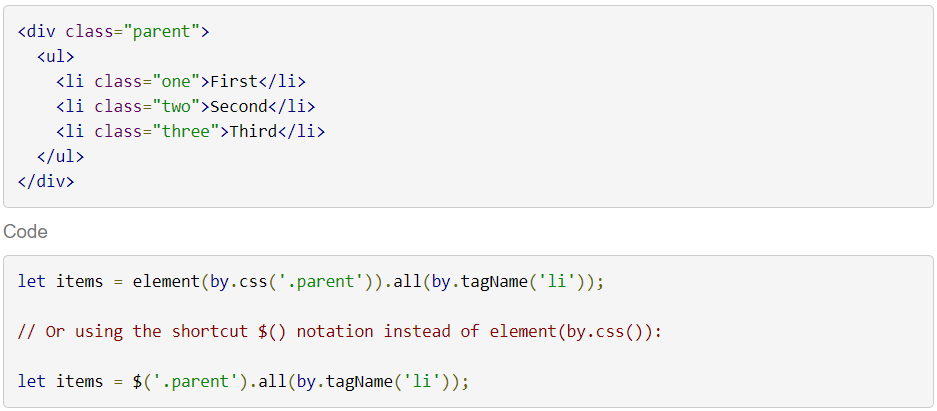 <div class="parent">
  <ul>
    <li class="one">First</li>
    <li class="two">Second</li>
    <li class="three">Third</li>
  </ul>
</div>
Code
let items = element(by.css('.parent')).all(by.tagName('li'));
// Or using the shortcut $() notation instead of element(by.css()):
let items = $('.parent').all(by.tagName('li'));